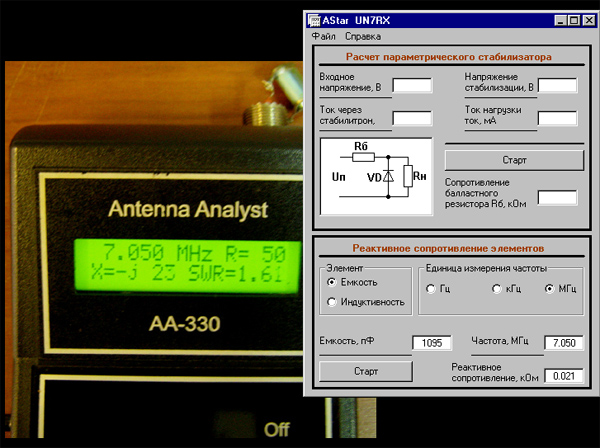 Antenna Analyst
7.050 MHz R= 50
X=-j 23 SWR=1.6
AA-330
Off
AStar UN7RX
Файл Справка
Расчет параметрического стабилизатора
Входное
напряжение, В
Напряжение
стабилизации, В
Ток через
стабилитрон,
Ток нагрузки
ток, мА
Rб
Uп
VD
Rн
Старт
Сопротивление
балластного
резистора Rб, кОм
Реактивное сопротивление элементов
Элемент
Емкость
Индуктивность
Единица измерения частоты
Гц
кГц
МГц
Емкость, пФ
1095
Частота, МГц
7.050
Старт
Реактивное
сопротивление, кОм
0.021